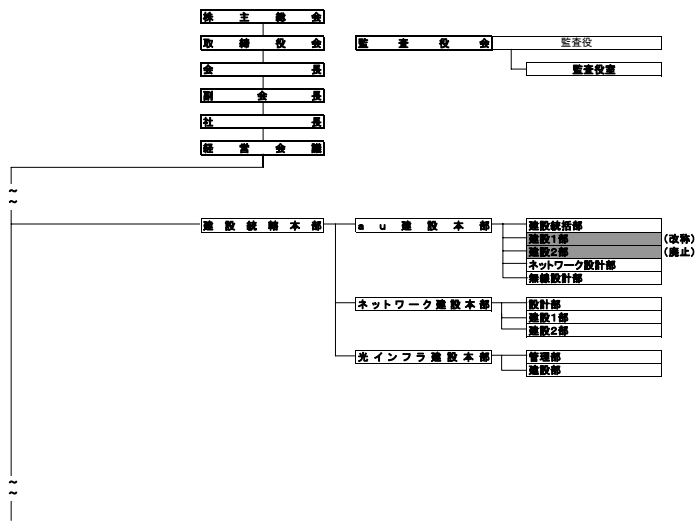 株主総会
取締役会 監査役会 監査役
会長 監査役室
副会長
社長
経営会議
～
～
建設統轄本部 au建設本部 建設統括部
建設1部 (改称)
建設2部 (廃止)
ネットワーク設計部
無線設計部
ネットワーク建設本部 設計部
建設1部
建設2部
光インフラ建設本部 管理部
建設部
～
～